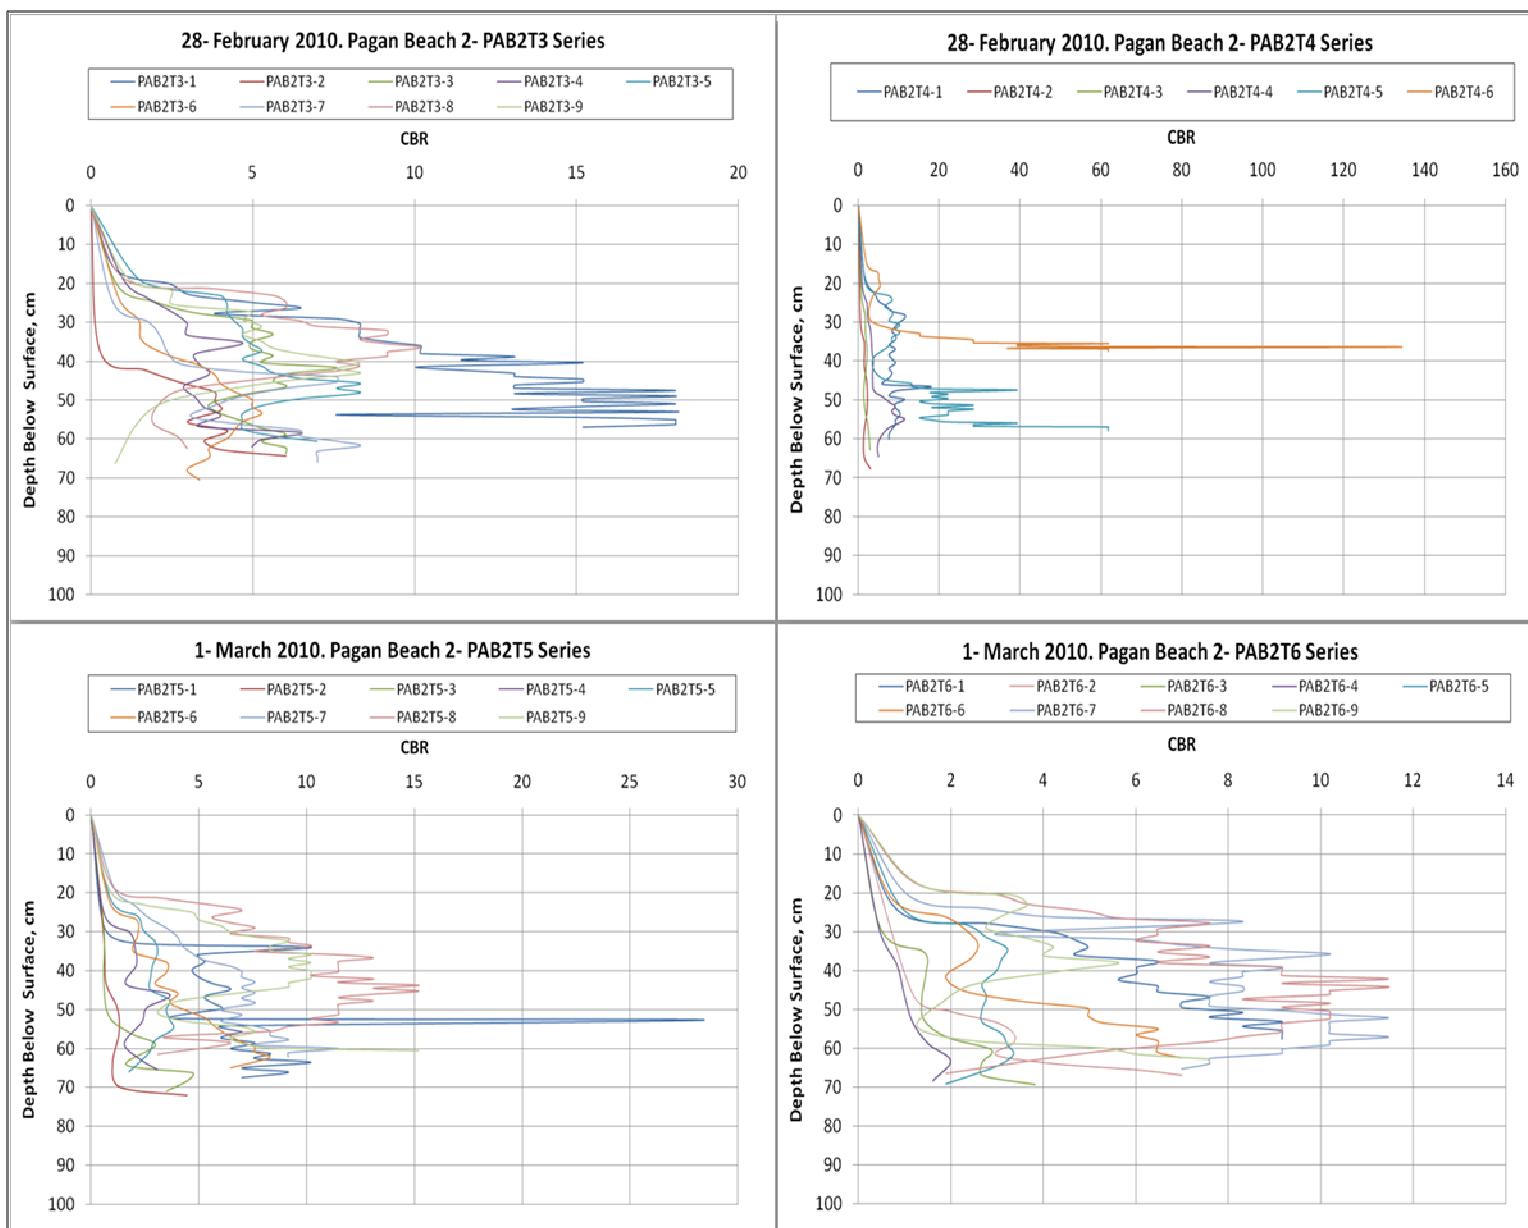 28- February 2010. Pagan Beach 2- PAB2T3 Series
PAB2T3-1 PAB2T3-2 PAB2T3-3 PAB2T3-4 PAB2T3-5
PAB2T3-6 PAB2T3-7 PAB2T3-8 PAB2T3-9
CBR
0 5 10 15 20
Depth Below Surface, cm
0
10
20
30
40
50
60
70
80
90
100
28- February 2010. Pagan Beach 2- PAB2T4 Series
PAB2T4-1 PAB2T4-2 PAB2T4-3 PAB2T4-4 PAB2T4-5 PAB2T4-6
CBR
0 20 40 60 80 100 120 140 160
Depth Below Surface, cm
0
10
20
30
40
50
60
70
80
90
100
1- March 2010. Pagan Beach 2- PAB2T5 Series
PAB2T5-1 PAB2T5-2 PAB2T5-3 PAB2T5-4 PAB2T5-5
PAB2T5-6 PAB2T5-7 PAB2T5-8 PAB2T5-9
CBR
0 5 10 15 20 25 30
Depth Below Surface, cm
0
10
20
30
40
50
60
70
80
90
100
1- March 2010. Pagan Beach 2- PAB2T6 Series
PAB2T6-1 PAB2T6-2 PAB2T6-3 PAB2T6-4 PAB2T6-5
PAB2T6-6 PAB2T6-7 PAB2T6-8 PAB2T6-9
CBR
0 2 4 6 8 10 12 14
Depth Below Surface, cm
0
10
20
30
40
50
60
70
80
90
100